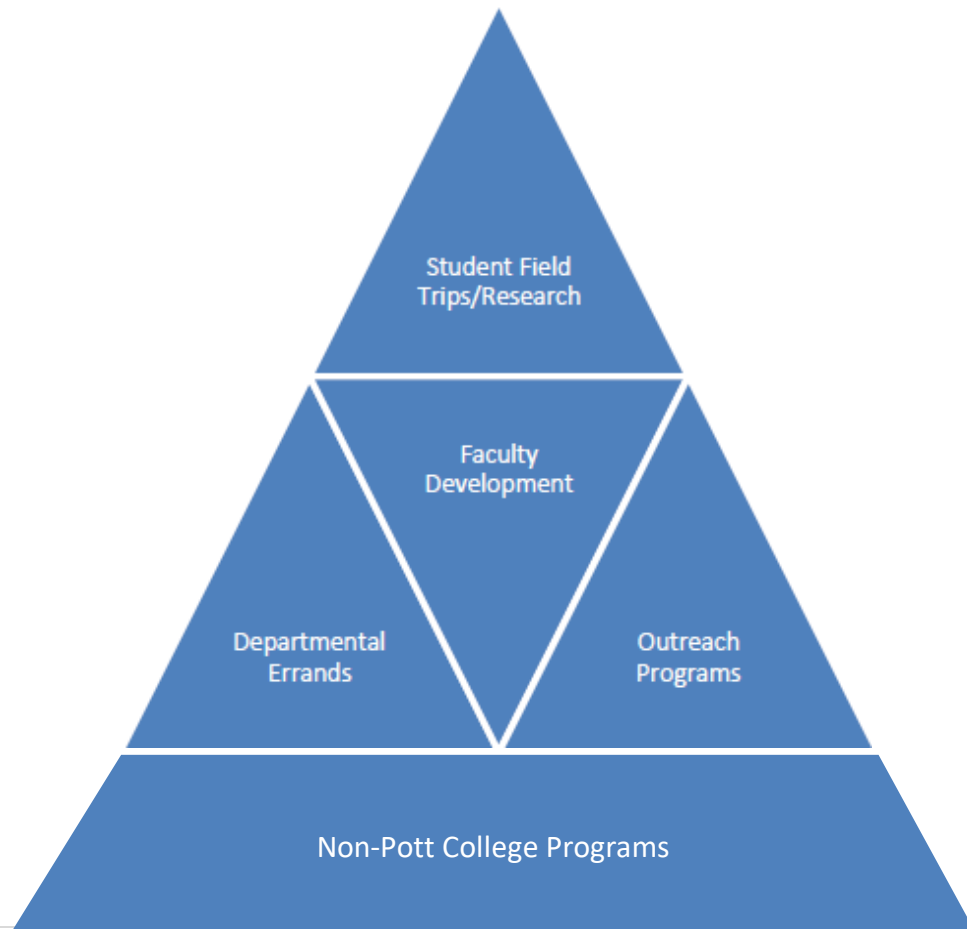 Student Field
Trips/Research
Faculty
Development
Departmental
Errands
Outreach
Programs
Non-Pott College Programs